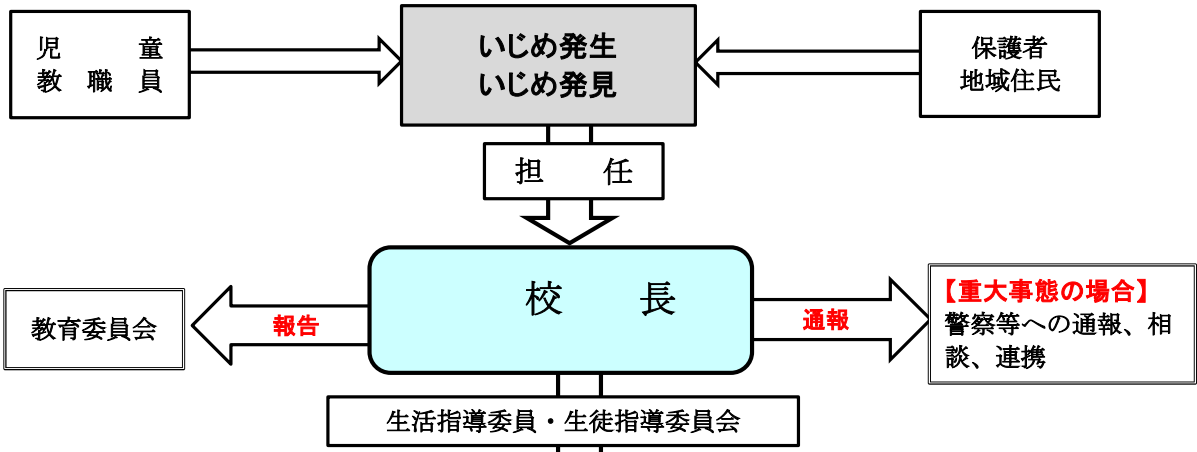 児　　童
教　職　員
いじめ発生
いじめ発見
保護者
地域住民
担　　任
校　　長
教育委員会
報告
通報
【重大事態の場合】
警察等への通報、相
談、連携
生活指導委員・生徒指導委員会